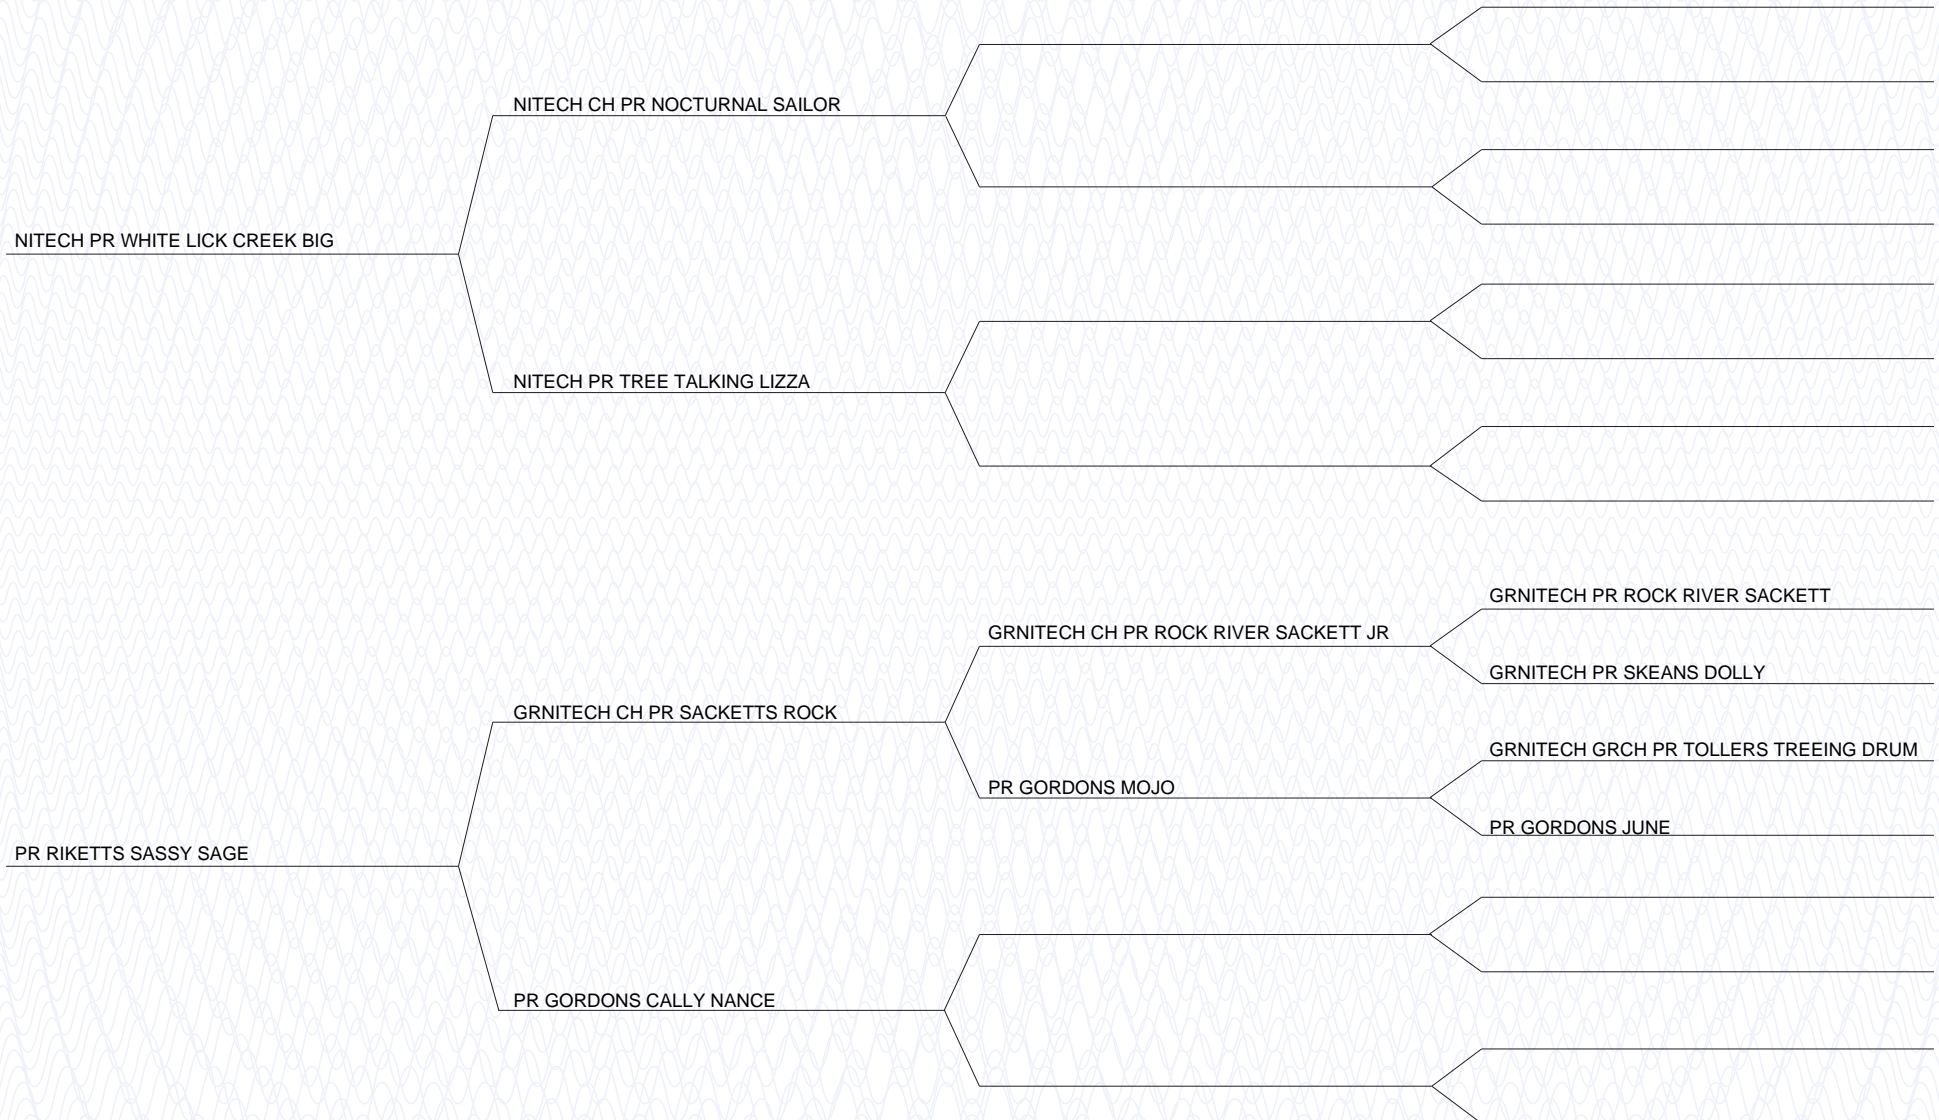 NITECH CH PR NOCTURNAL SAILOR
NITECH PR WHITE LICK CREEK BIG
NITECH PR TREE TALKING LIZZA
GRNITECH PR ROCK RIVER SACKETT
GRNITECH CH PR ROCK RIVER SACKETT JR
GRNITECH PR SKEANS DOLLY
GRNITECH CH PR SACKETTS ROCK
GRNITECH GRCH PR TOLLERS TREEING DRUM
PR GORDONS MOJO
PR GORDONS JUNE
PR RIKETTS SASSY SAGE
PR GORDONS CALLY NANCE